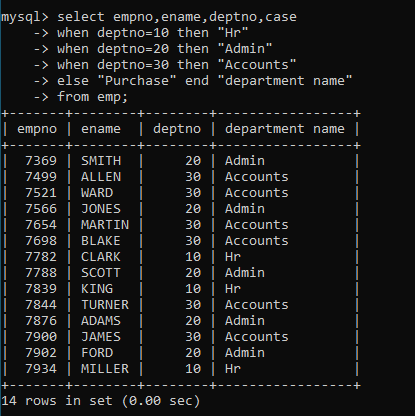 mysql> select empno,ename,deptno,case
    -> when deptno=10 then "Hr"
    -> when deptno=20 then "Admin"
    -> when deptno=30 then "Accounts"
    -> else "Purchase" end "department name"
    -> from emp;
+-------+--------+--------+-----------------+
| empno | ename  | deptno | department name |
+-------+--------+--------+-----------------+
|  7369 | SMITH  |     20 | Admin           |
|  7499 | ALLEN  |     30 | Accounts        |
|  7521 | WARD   |     30 | Accounts        |
|  7566 | JONES  |     20 | Admin           |
|  7654 | MARTIN |     30 | Accounts        |
|  7698 | BLAKE  |     30 | Accounts        |
|  7782 | CLARK  |     10 | Hr              |
|  7788 | SCOTT  |     20 | Admin           |
|  7839 | KING   |     10 | Hr              |
|  7844 | TURNER |     30 | Accounts        |
|  7876 | ADAMS  |     20 | Admin           |
|  7900 | JAMES  |     30 | Accounts        |
|  7902 | FORD   |     20 | Admin           |
|  7934 | MILLER |     10 | Hr              |
+-------+--------+--------+-----------------+
14 rows in set (0.00 sec)